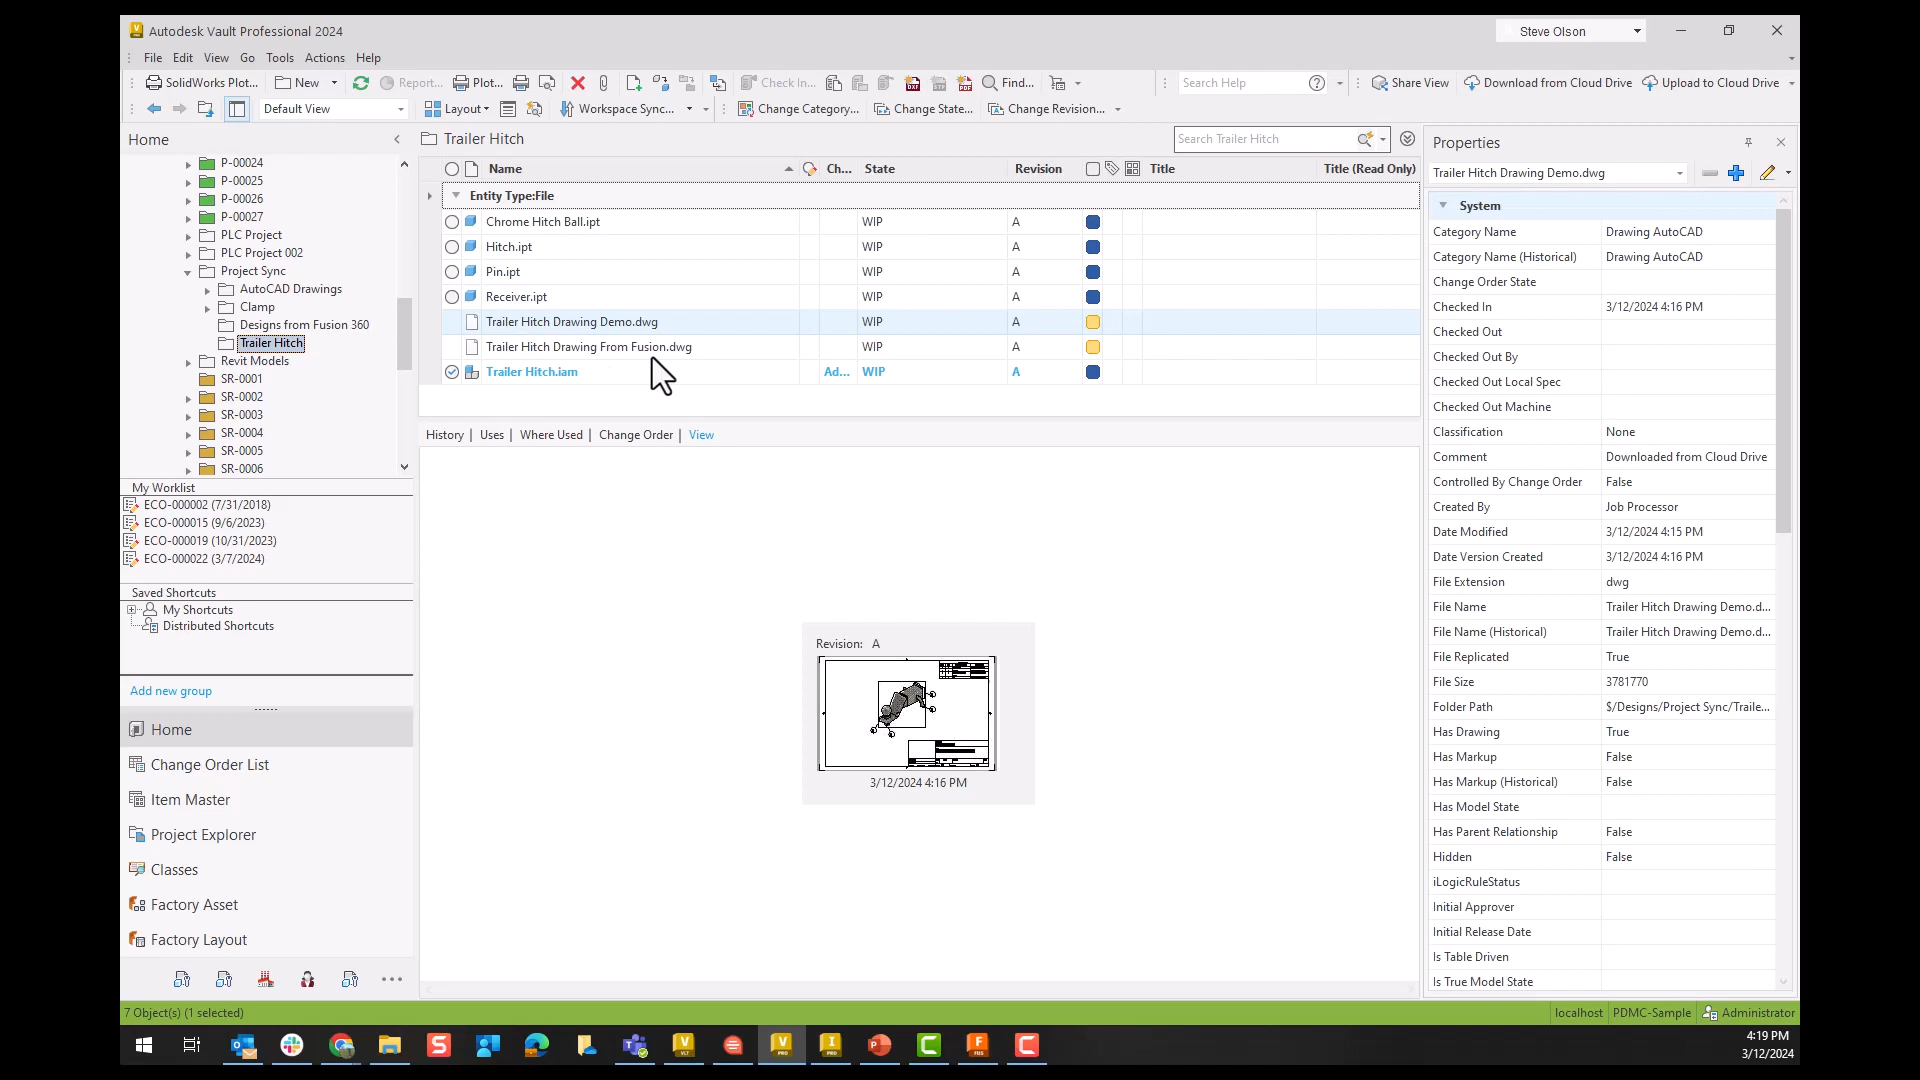 Autodesk Vault Professional 2024
Steve Olson
File Edit View Go Tools Actions Help
SolidWorks Plot... New Report... Plot... Check In... Find... Search Help Share View Download from Cloud Drive Upload to Cloud Drive
Default View Layout Workspace Sync... Change Category... Change State... Change Revision...
Home
P-00024
P-00025
P-00026
P-00027
PLC Project
PLC Project 002
Project Sync
AutoCAD Drawings
Clamp
Designs from Fusion 360
Trailer Hitch
Revit Models
SR-0001
SR-0002
SR-0003
SR-0004
SR-0005
SR-0006
My Worklist
ECO-000002 (7/31/2018)
ECO-000015 (9/6/2023)
ECO-000019 (10/31/2023)
ECO-000022 (3/7/2024)
Saved Shortcuts
My Shortcuts
Distributed Shortcuts
Add new group
Home
Change Order List
Item Master
Project Explorer
Classes
Factory Asset
Factory Layout
Trailer Hitch
Search Trailer Hitch
Name Ch... State Revision Title Title (Read Only)
Entity Type:File
Chrome Hitch Ball.ipt WIP A
Hitch.ipt WIP A
Pin.ipt WIP A
Receiver.ipt WIP A
Trailer Hitch Drawing Demo.dwg WIP A
Trailer Hitch Drawing From Fusion.dwg WIP A
Trailer Hitch.iam Ad... WIP A
History | Uses | Where Used | Change Order | View
Revision: A
3/12/2024 4:16 PM
Properties
Trailer Hitch Drawing Demo.dwg
System
Category Name Drawing AutoCAD
Category Name (Historical) Drawing AutoCAD
Change Order State
Checked In 3/12/2024 4:16 PM
Checked Out
Checked Out By
Checked Out Local Spec
Checked Out Machine
Classification None
Comment Downloaded from Cloud Drive
Controlled By Change Order False
Created By Job Processor
Date Modified 3/12/2024 4:15 PM
Date Version Created 3/12/2024 4:16 PM
File Extension dwg
File Name Trailer Hitch Drawing Demo.d...
File Name (Historical) Trailer Hitch Drawing Demo.d...
File Replicated True
File Size 3781770
Folder Path $/Designs/Project Sync/Traile...
Has Drawing True
Has Markup False
Has Markup (Historical) False
Has Model State
Has Parent Relationship False
Hidden False
iLogicRuleStatus
Initial Approver
Initial Release Date
Is Table Driven
Is True Model State
7 Object(s) (1 selected)
localhost PDMC-Sample Administrator
4:19 PM
3/12/2024